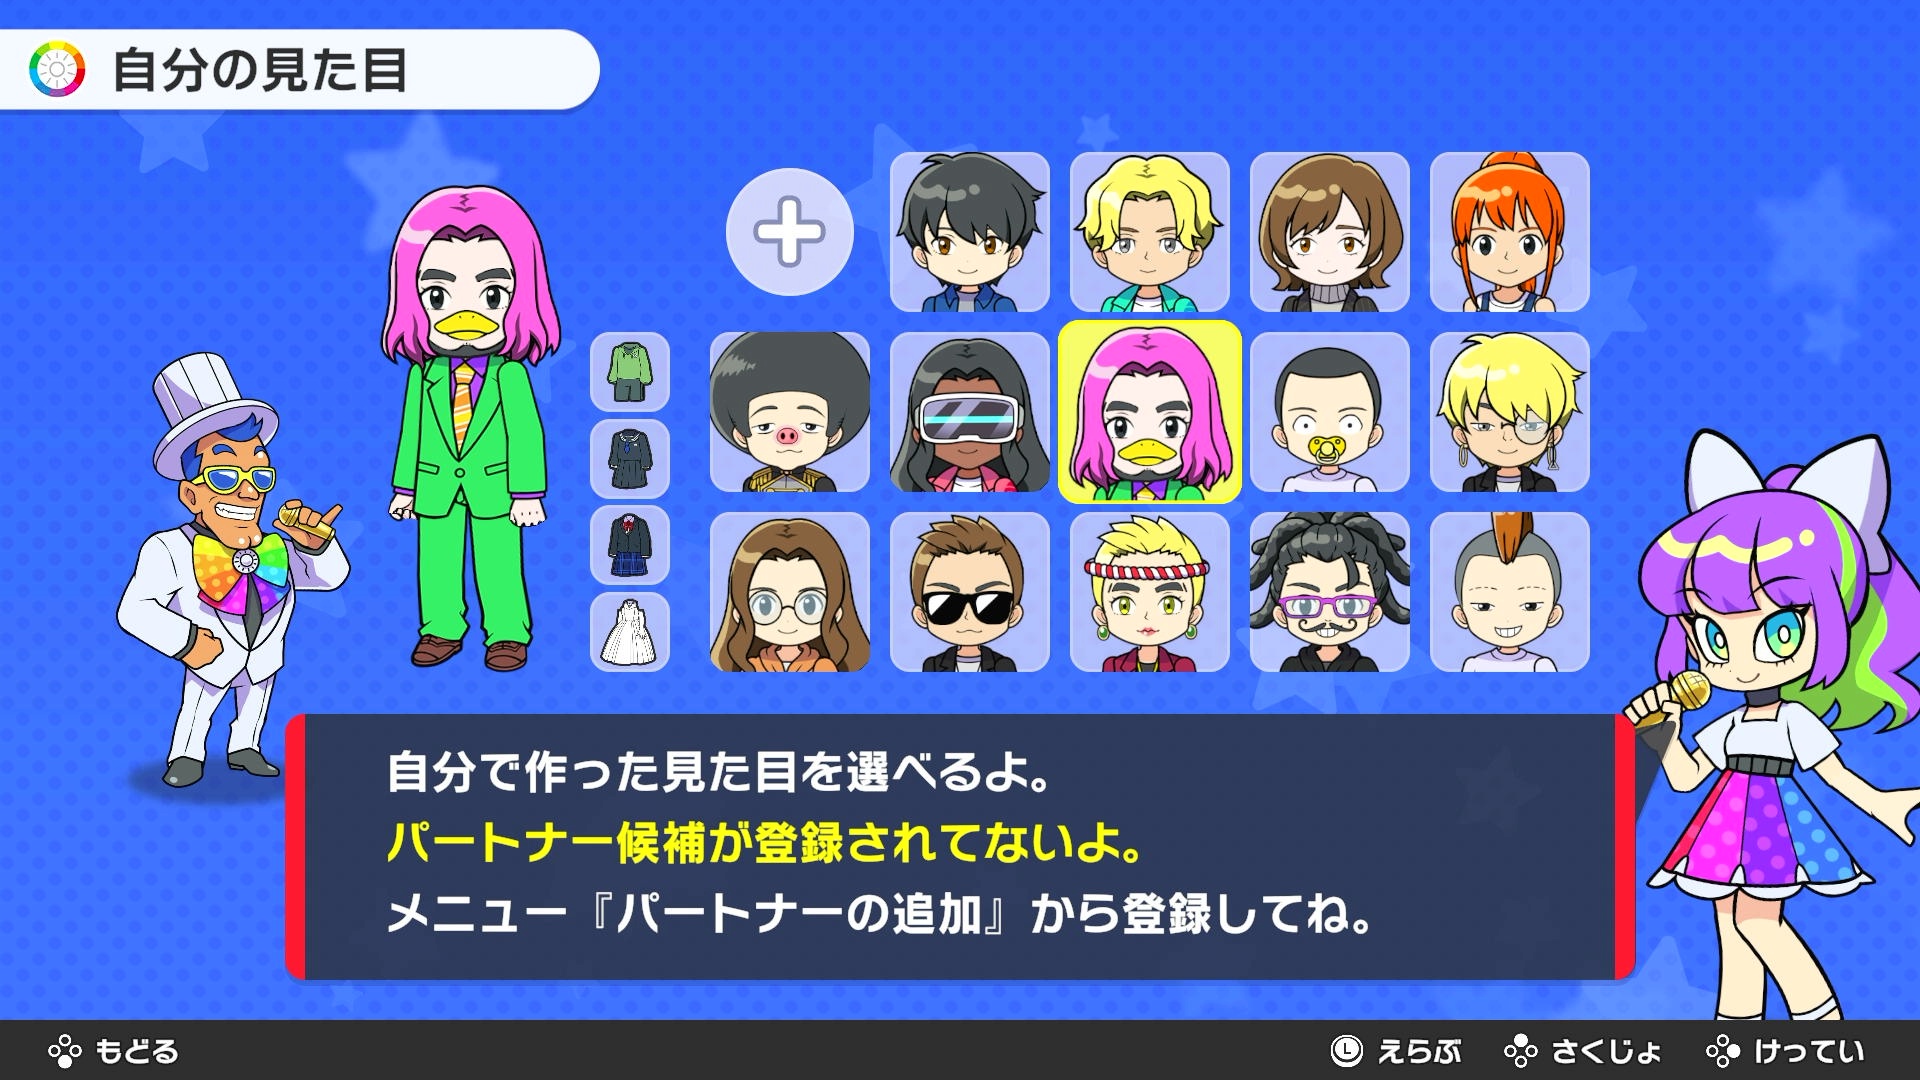 自分の見た目
自分で作った見た目を選べるよ。
パートナー候補が登録されてないよ。
メニュー『パートナーの追加』から登録してね。
もどる
L えらぶ
さくじょ
けってい